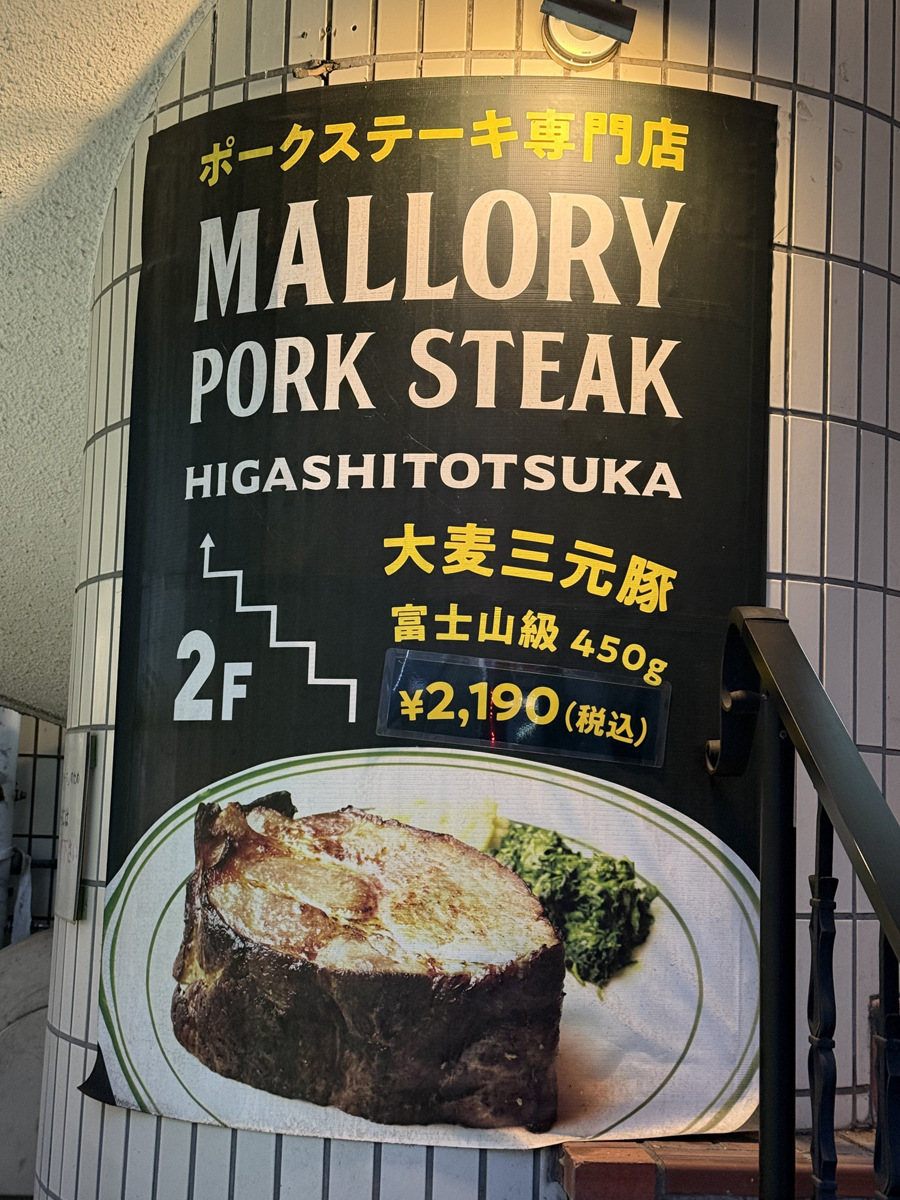 ポークステーキ専門店
MALLORY
PORK STEAK
HIGASHITOTSUKA
大麦三元豚
富士山級 450g
¥2,190(税込)
2F